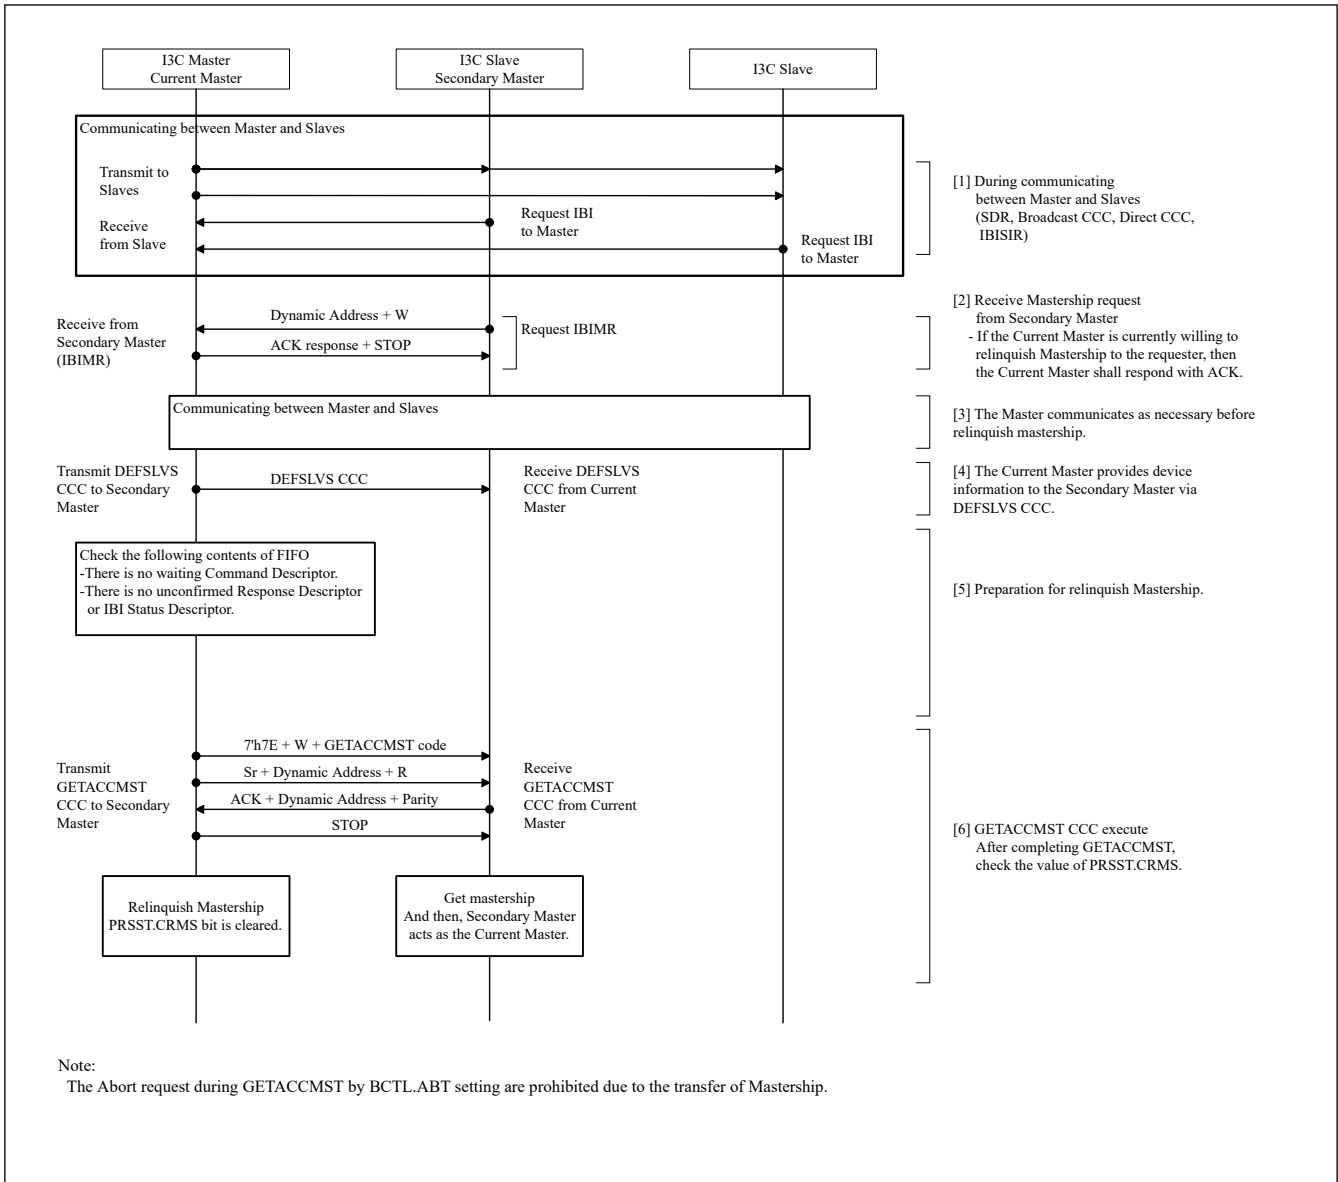 I3C Master
Current Master
I3C Slave
Secondary Master
I3C Slave
Communicating between Master and Slaves
Transmit to
Slaves
Receive
from Slave
Request IBI
to Master
Request IBI
to Master
[1] During communicating
between Master and Slaves
(SDR, Broadcast CCC, Direct CCC,
IBISIR)
Receive from
Secondary Master
(IBIMR)
Dynamic Address + W
ACK response + STOP
Request IBIMR
[2] Receive Mastership request
from Secondary Master
- If the Current Master is currently willing to
relinquish Mastership to the requester, then
the Current Master shall respond with ACK.
Communicating between Master and Slaves
[3] The Master communicates as necessary before
relinquish mastership.
Transmit DEFSLVS
CCC to Secondary
Master
DEFSLVS CCC
Receive DEFSLVS
CCC from Current
Master
[4] The Current Master provides device
information to the Secondary Master via
DEFSLVS CCC.
Check the following contents of FIFO
-There is no waiting Command Descriptor.
-There is no unconfirmed Response Descriptor
or IBI Status Descriptor.
[5] Preparation for relinquish Mastership.
Transmit
GETACCMST
CCC to Secondary
Master
7'h7E + W + GETACCMST code
Sr + Dynamic Address + R
ACK + Dynamic Address + Parity
STOP
Receive
GETACCMST
CCC from Current
Master
[6] GETACCMST CCC execute
After completing GETACCMST,
check the value of PRSST.CRMS.
Relinquish Mastership
PRSST.CRMS bit is cleared.
Get mastership
And then, Secondary Master
acts as the Current Master.
Note:
The Abort request during GETACCMST by BCTL.ABT setting are prohibited due to the transfer of Mastership.